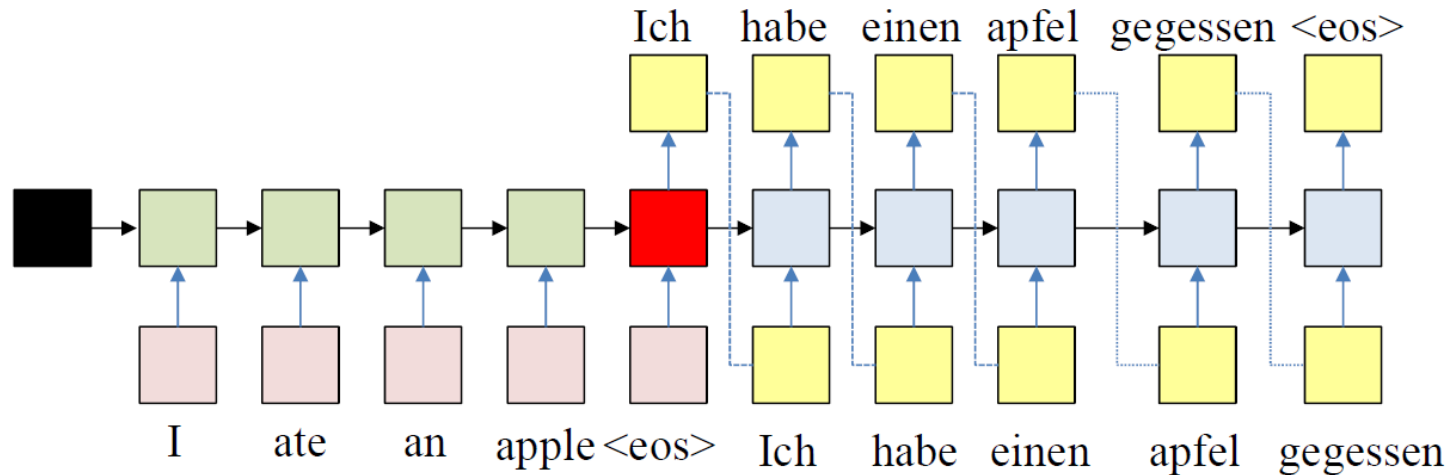 Ich habe einen apfel gegessen <eos>
I ate an apple <eos> Ich habe einen apfel gegessen